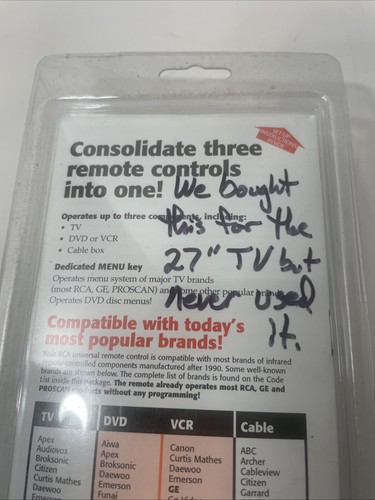 SET-UP
INSTRUCTIONS
INSIDE
Consolidate three
remote controls
into one!
We bought
this for the
27" TV but
never used
it.
Operates up to three components, including:
• TV
• DVD or VCR
• Cable box
Dedicated MENU key
Operates menu system of major TV brands
(most RCA, GE, PROSCAN) and some other popular brands
Operates DVD disc menus!
Compatible with today's
most popular brands!
Your RCA universal remote control is compatible with most brands of infrared
remote-controlled components manufactured after 1990. Some well-known
brands are shown below. The complete list of brands is found on the Code
List inside this package. The remote already operates most RCA, GE and
PROSCAN products without any programming!
TV DVD VCR Cable
Apex Aiwa Canon ABC
Audiovox Apex Curtis Mathes Archer
Broksonic Broksonic Daewoo Cableview
Citizen Daewoo Emerson Citizen
Curtis Mathes Emerson GE Garrard
Daewoo Funai